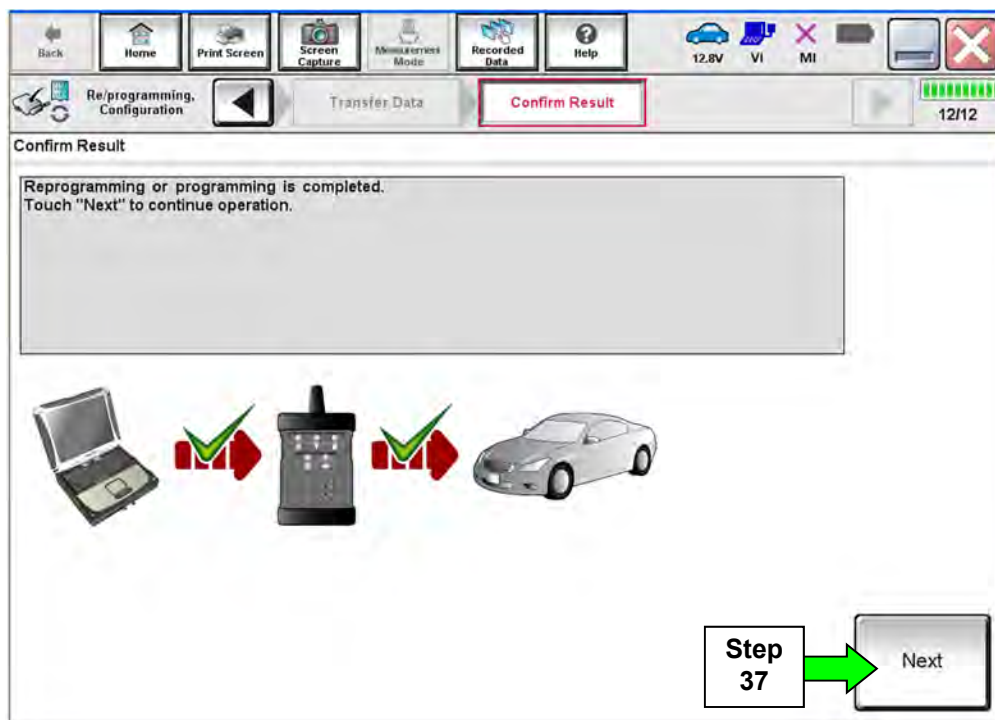 Back
Home
Print Screen
Screen
Capture
Measurement
Mode
Recorded
Data
Help
12.8V
VI
MI
Re/programming,
Configuration
Transfer Data
Confirm Result
12/12
Confirm Result
Reprogramming or programming is completed.
Touch "Next" to continue operation.
Step
37
Next